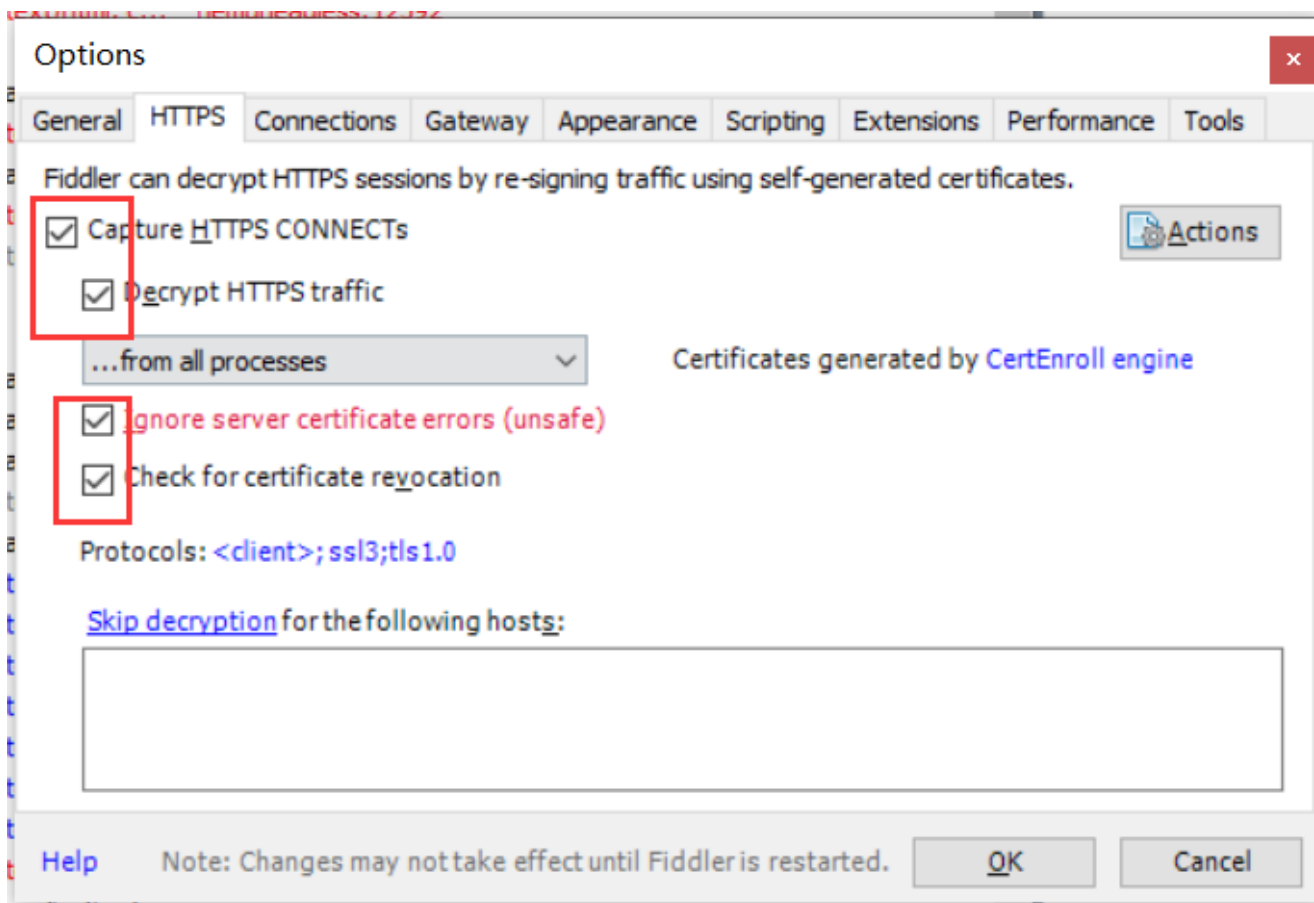 Options
General HTTPS Connections Gateway Appearance Scripting Extensions Performance Tools
Fiddler can decrypt HTTPS sessions by re-signing traffic using self-generated certificates.
Capture HTTPS CONNECTs
Actions
Decrypt HTTPS traffic
...from all processes
Certificates generated by CertEnroll engine
Ignore server certificate errors (unsafe)
Check for certificate revocation
Protocols: <client>;ssl3;tls1.0
Skip decryption for the following hosts:
Help
Note: Changes may not take effect until Fiddler is restarted.
OK
Cancel